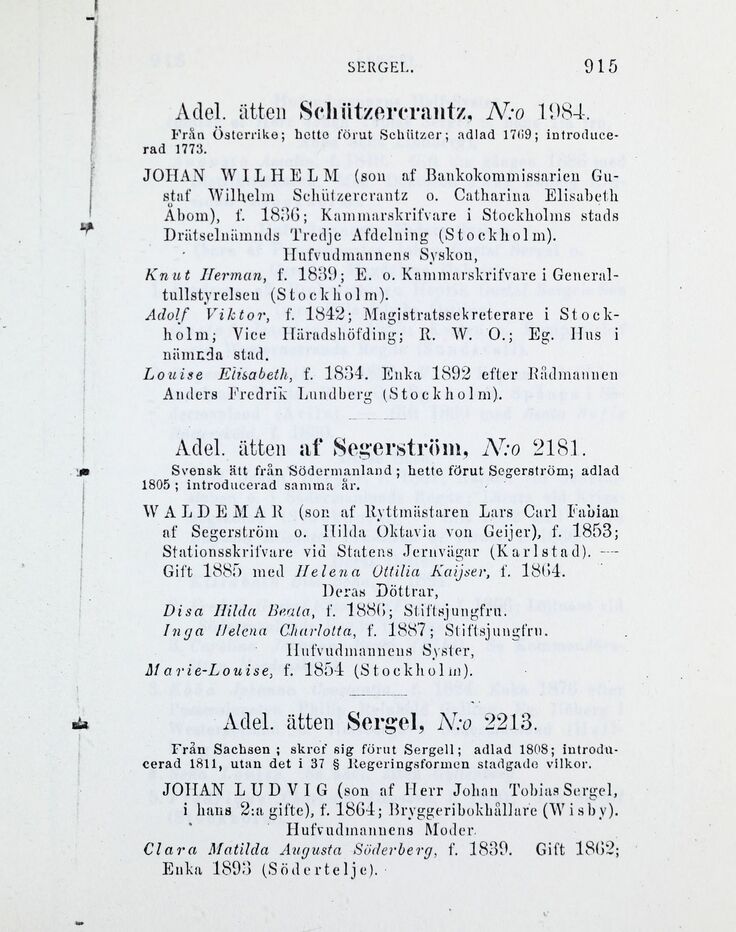 SERGEL. 915
Adel. ätten Schützercrantz, N:o 1984.
Från Österrike; hette förut Schützer; adlad 1769; introduce-
rad 1773.
JOHAN WILHELM (son af Bankokommissarien Gu-
staf Wilhelm Schützercrantz o. Catharina Elisabeth
Åbom), f. 1836; Kammarskrifvare i Stockholms stads
Drätselnämnds Tredje Afdelning (Stockholm).
Hufvudmannens Syskon,
Knut Herman, f. 1839; E. o. Kammarskrifvare i General-
tullstyrelsen (Stockholm).
Adolf Viktor, f. 1842; Magistratssekreterare i Stock-
holm; Vice Häradshöfding; R. W. O.; Eg. Hus i
nämnda stad.
Louise Elisabeth, f. 1834. Enka 1892 efter Rådmannen
Anders Fredrik Lundberg (Stockholm).
Adel. ätten af Segerström, N:o 2181.
Svensk ätt från Södermanland; hette förut Segerström; adlad
1805; introducerad samma år.
WALDEMAR (son af Ryttmästaren Lars Carl Fabian
af Segerström o. Hilda Oktavia von Geijer), f. 1853;
Stationsskrifvare vid Statens Jernvägar (Karlstad). —
Gift 1885 med Helena Ottilia Kaijser, f. 1864.
Deras Döttrar,
Disa Hilda Beata, f. 1886; Stiftsjungfru.
Inga Helena Charlotta, f. 1887; Stiftsjungfru.
Hufvudmannens Syster,
Marie-Louise, f. 1854 (Stockholm).
Adel. ätten Sergel, N:o 2213.
Från Sachsen; skref sig förut Sergell; adlad 1808; introdu-
cerad 1811, utan det i 37 § Regeringsformen stadgade vilkor.
JOHAN LUDVIG (son af Herr Johan Tobias Sergel,
i hans 2:a gifte), f. 1864; Bryggeribokhållare (Wisby).
Hufvudmannens Moder.
Clara Matilda Augusta Söderberg, f. 1839. Gift 1862;
Enka 1893 (Södertelje).